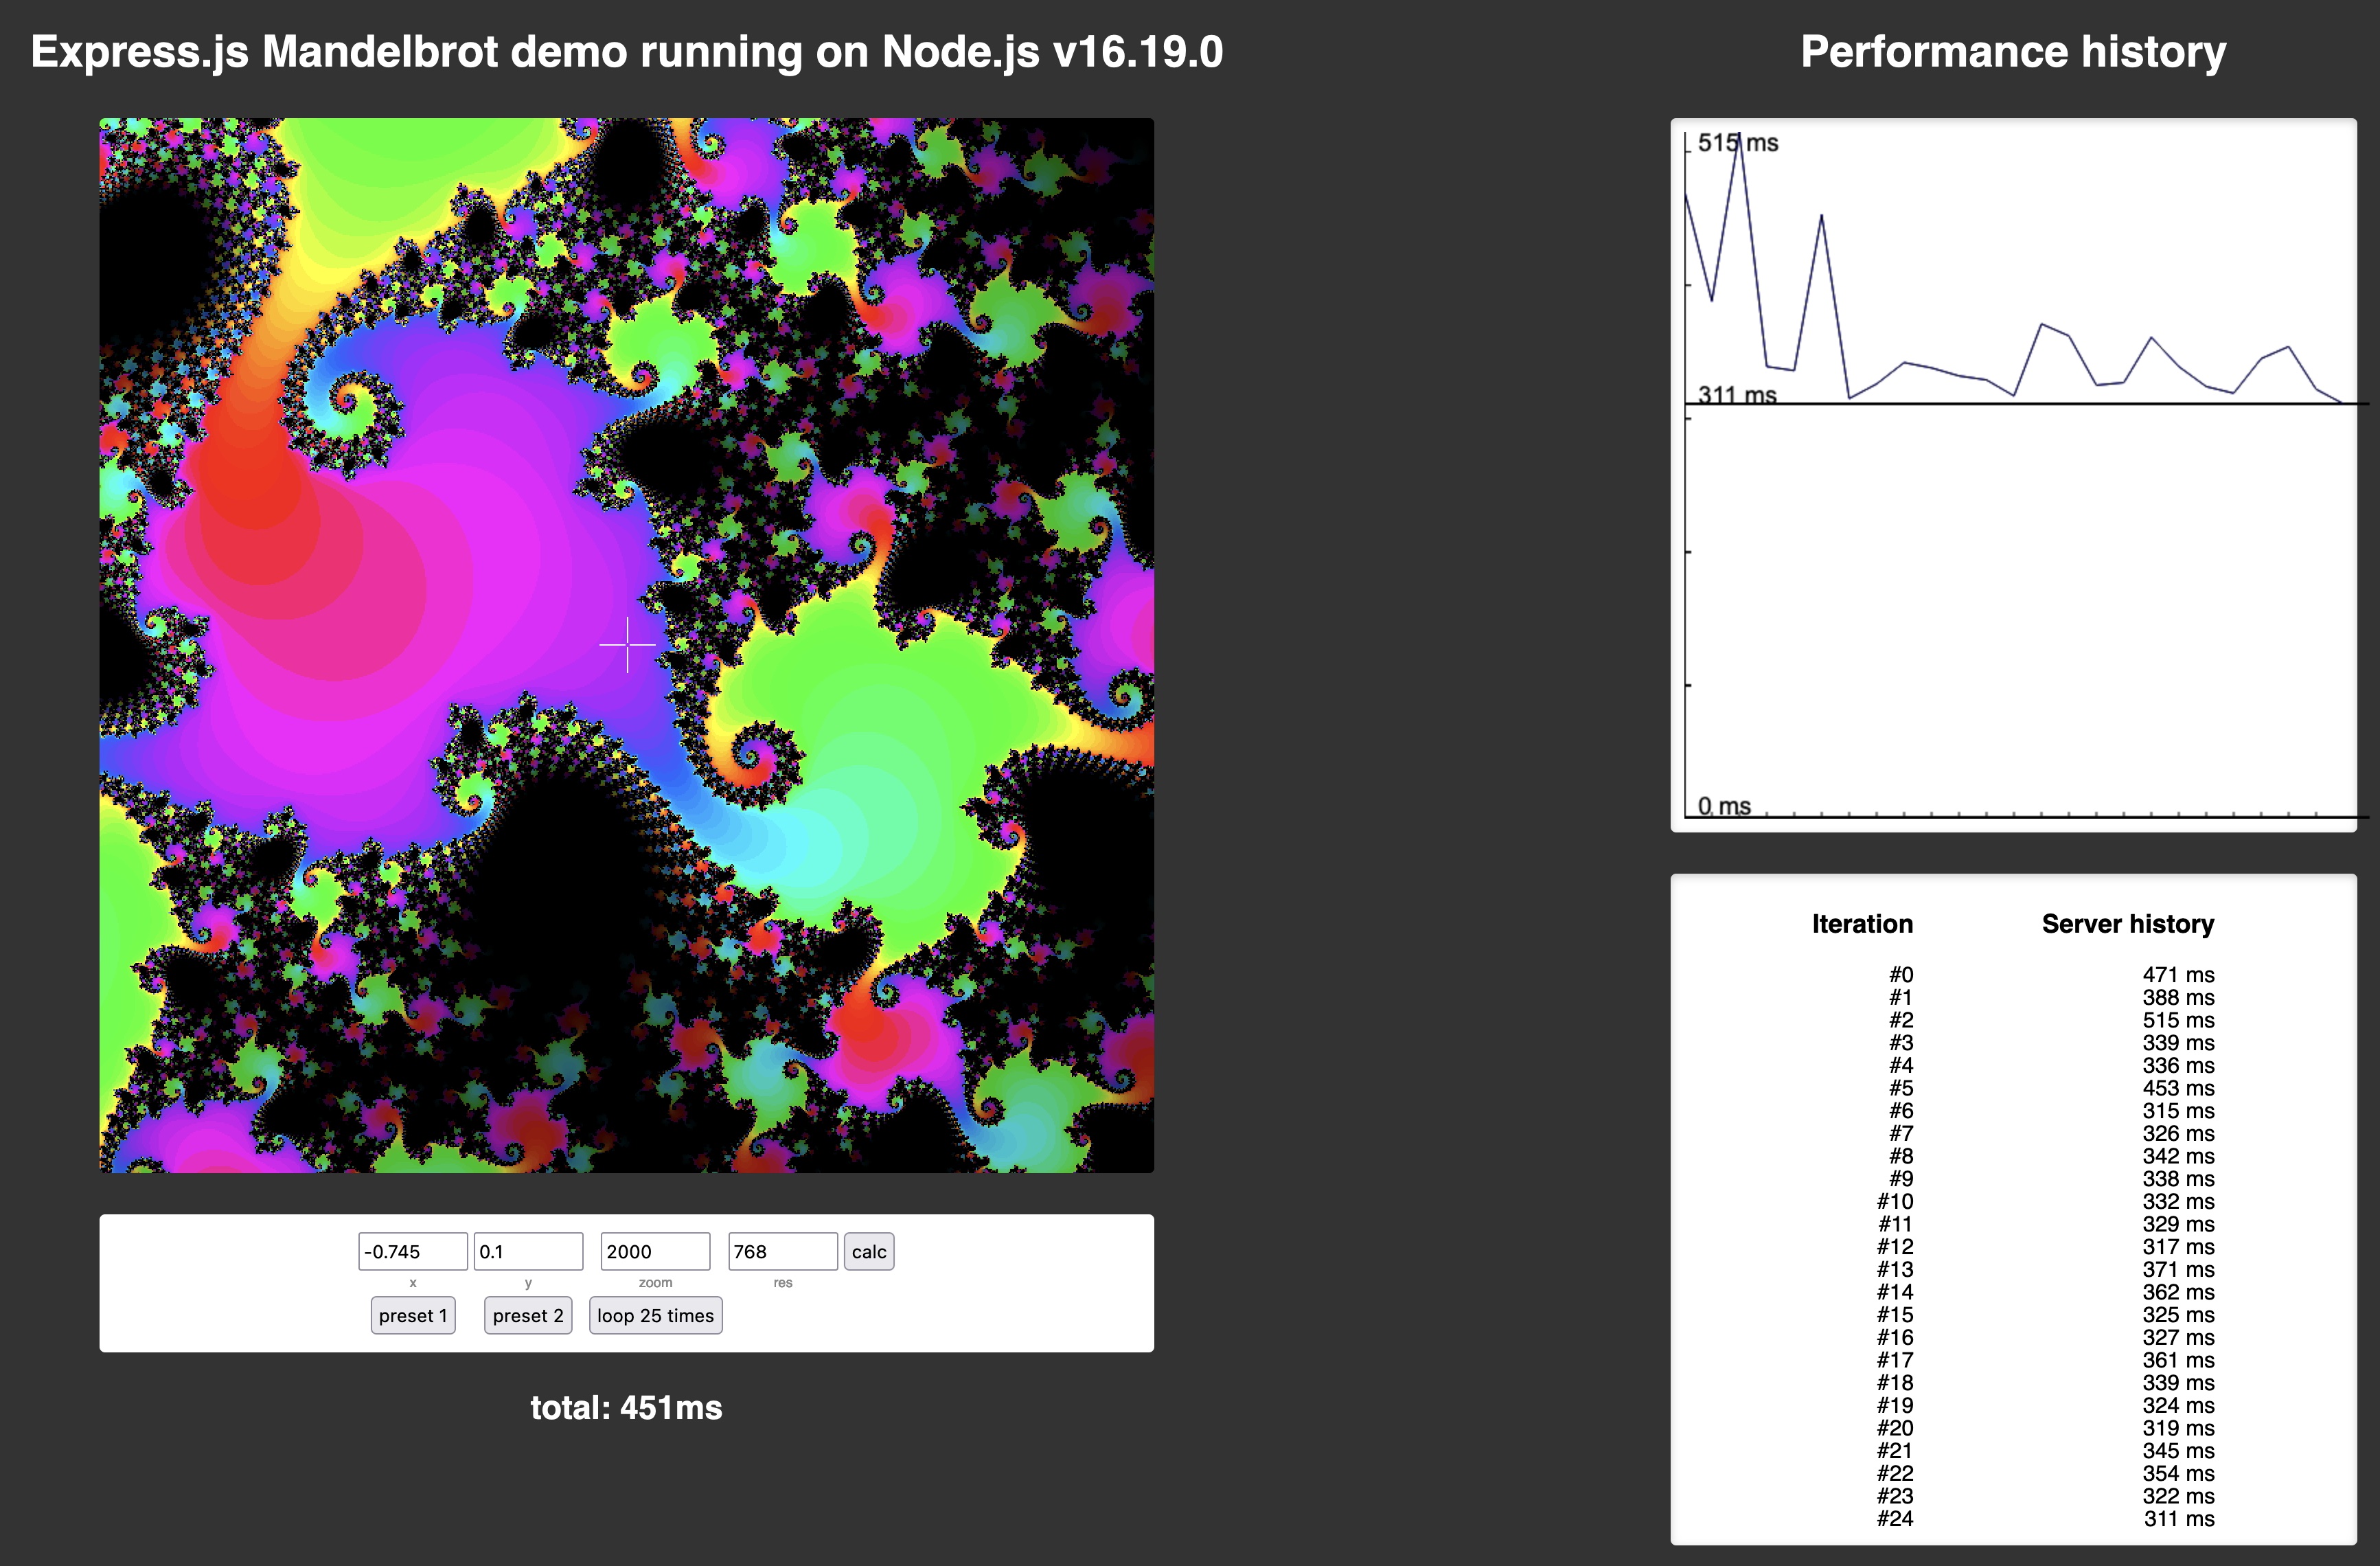 Express.js Mandelbrot demo running on Node.js v16.19.0
-0.745 0.1 2000 768 calc
x y zoom res
preset 1 preset 2 loop 25 times
total: 451ms
Performance history
515 ms
311 ms
0 ms
Iteration Server history
#0 471 ms
#1 388 ms
#2 515 ms
#3 339 ms
#4 336 ms
#5 453 ms
#6 315 ms
#7 326 ms
#8 342 ms
#9 338 ms
#10 332 ms
#11 329 ms
#12 317 ms
#13 371 ms
#14 362 ms
#15 325 ms
#16 327 ms
#17 361 ms
#18 339 ms
#19 324 ms
#20 319 ms
#21 345 ms
#22 354 ms
#23 322 ms
#24 311 ms